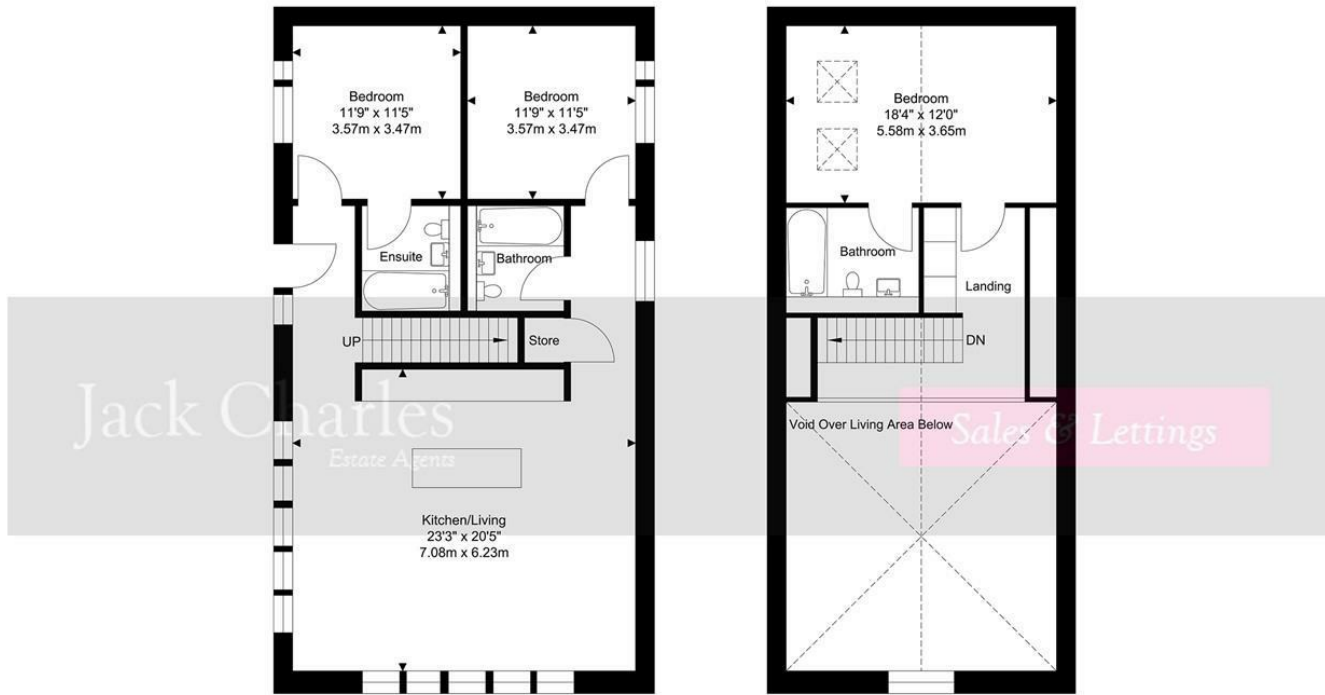 Bedroom
11'9" x 11'5"
3.57m x 3.47m
Bedroom
11'9" x 11'5"
3.57m x 3.47m
Ensuite
Bathroom
UP
Store
Kitchen/Living
23'3" x 20'5"
7.08m x 6.23m
Bedroom
18'4" x 12'0"
5.58m x 3.65m
Bathroom
Landing
DN
Void Over Living Area Below
Jack Charles
Estate Agents
Sales & Lettings